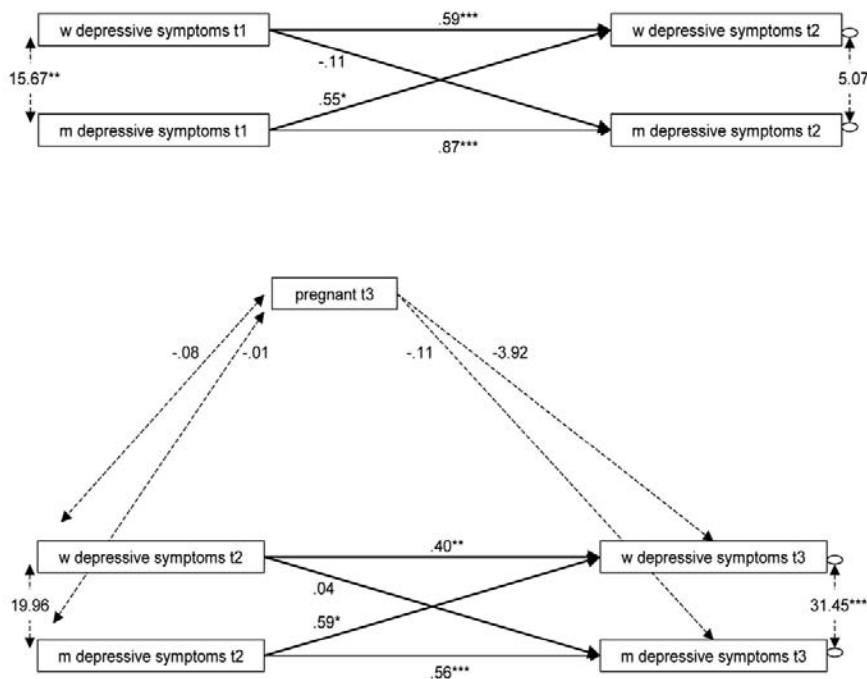 w depressive symptoms t1
.59***
w depressive symptoms t2
15.67**
-.11
5.07
.55*
m depressive symptoms t1
m depressive symptoms t2
.87***
pregnant t3
-.08
-.01
-.11
-3.92
w depressive symptoms t2
.40**
w depressive symptoms t3
19.96
.04
31.45***
.59*
m depressive symptoms t2
m depressive symptoms t3
.56***